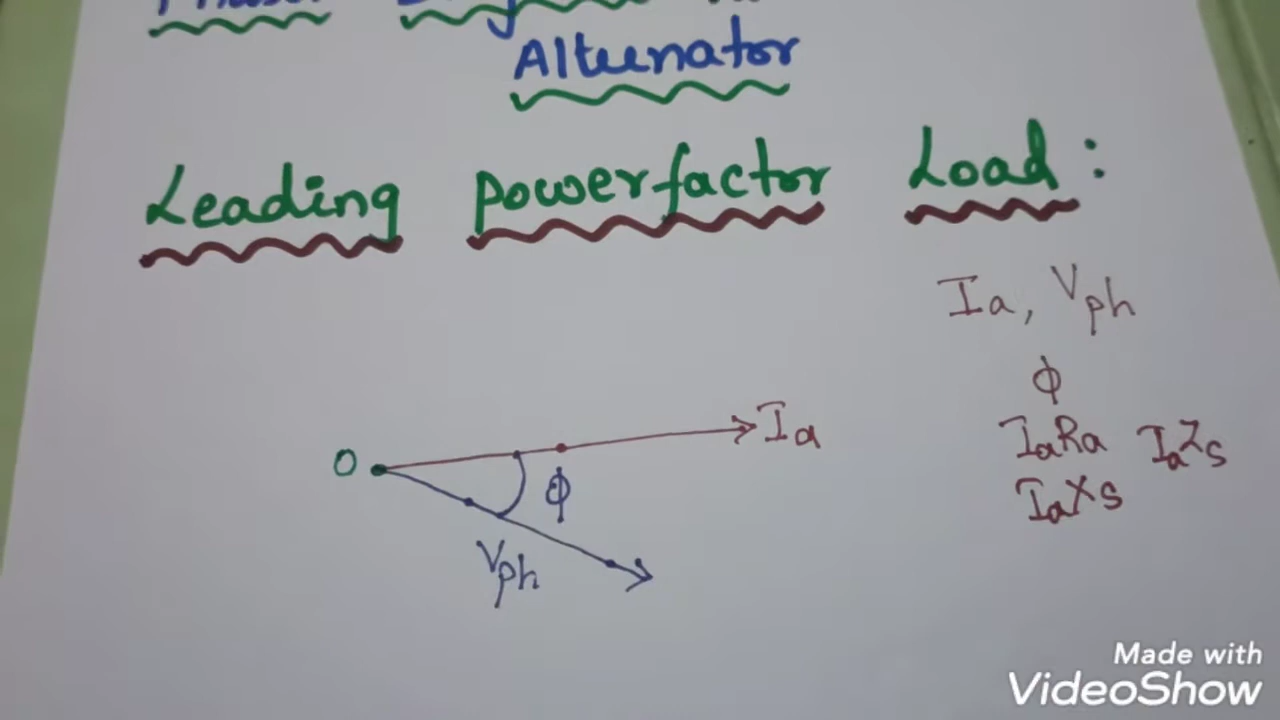 Alternator
Leading powerfactor Load:
Ia, Vph
ϕ
IaRa IaZs
IaXs
O
Ia
ϕ
Vph
Made with
VideoShow